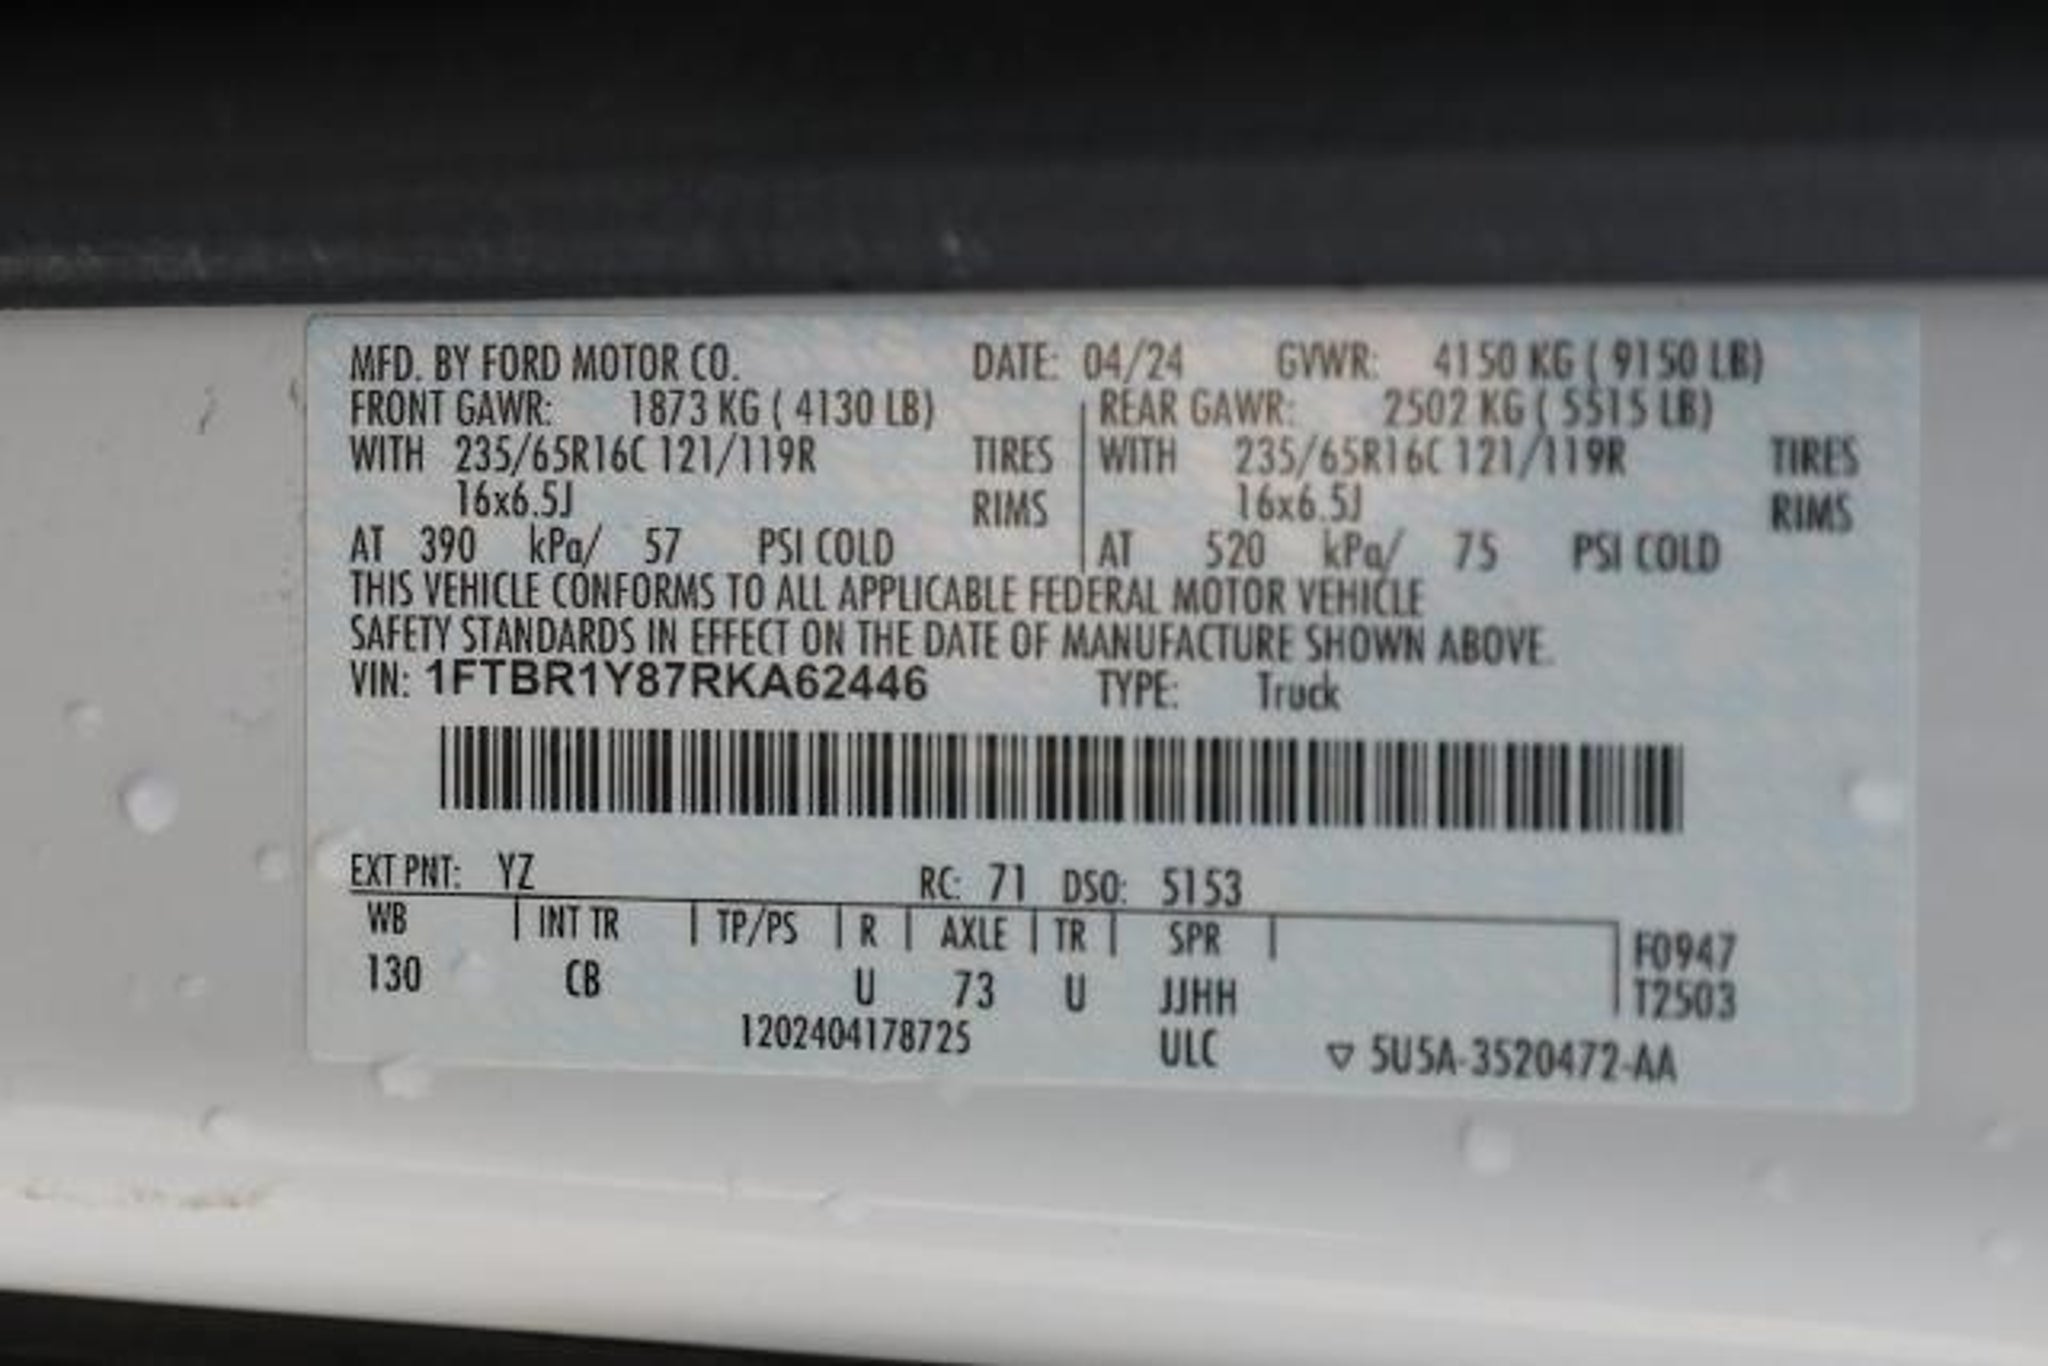 MFD. BY FORD MOTOR CO. DATE: 04/24 GVWR: 4150 KG ( 9150 LB)
FRONT GAWR: 1873 KG ( 4130 LB) REAR GAWR: 2502 KG ( 5515 LB)
WITH 235/65R16C 121/119R TIRES WITH 235/65R16C 121/119R TIRES
16x6.5J RIMS 16x6.5J RIMS
AT 390 kPa/ 57 PSI COLD AT 520 kPa/ 75 PSI COLD
THIS VEHICLE CONFORMS TO ALL APPLICABLE FEDERAL MOTOR VEHICLE
SAFETY STANDARDS IN EFFECT ON THE DATE OF MANUFACTURE SHOWN ABOVE.
VIN: 1FTBR1Y87RKA62446 TYPE: Truck
EXT PNT: YZ RC: 71 DSO: 5153
WB INT TR TP/PS R AXLE TR SPR F0947
130 CB U 73 U JJHH T2503
1202404178725 ULC ▽ 5U5A-3520472-AA